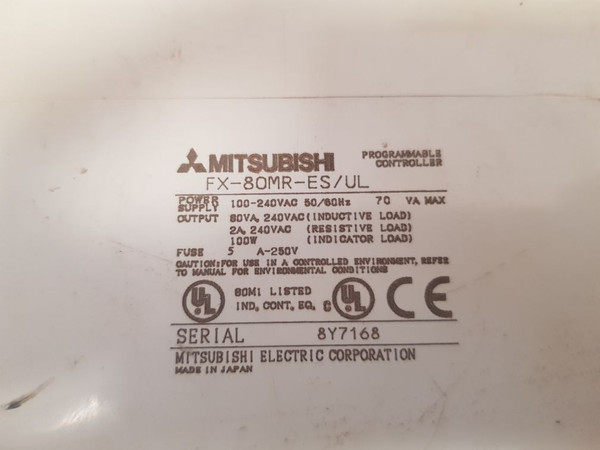 MITSUBISHI PROGRAMMABLE CONTROLLER
FX-80MR-ES/UL
POWER SUPPLY 100-240VAC 50/60Hz 70 VA MAX
OUTPUT 80VA, 240VAC (INDUCTIVE LOAD)
2A, 240VAC (RESISTIVE LOAD)
100W (INDICATOR LOAD)
FUSE 5 A-250V
CAUTION:FOR USE IN A CONTROLLED ENVIRONMENT, REFER
TO MANUAL FOR ENVIRONMENTAL CONDITIONS
UL 80M1 LISTED C UL CE
IND. CONT. EQ.
SERIAL 8Y7168
MITSUBISHI ELECTRIC CORPORATION
MADE IN JAPAN